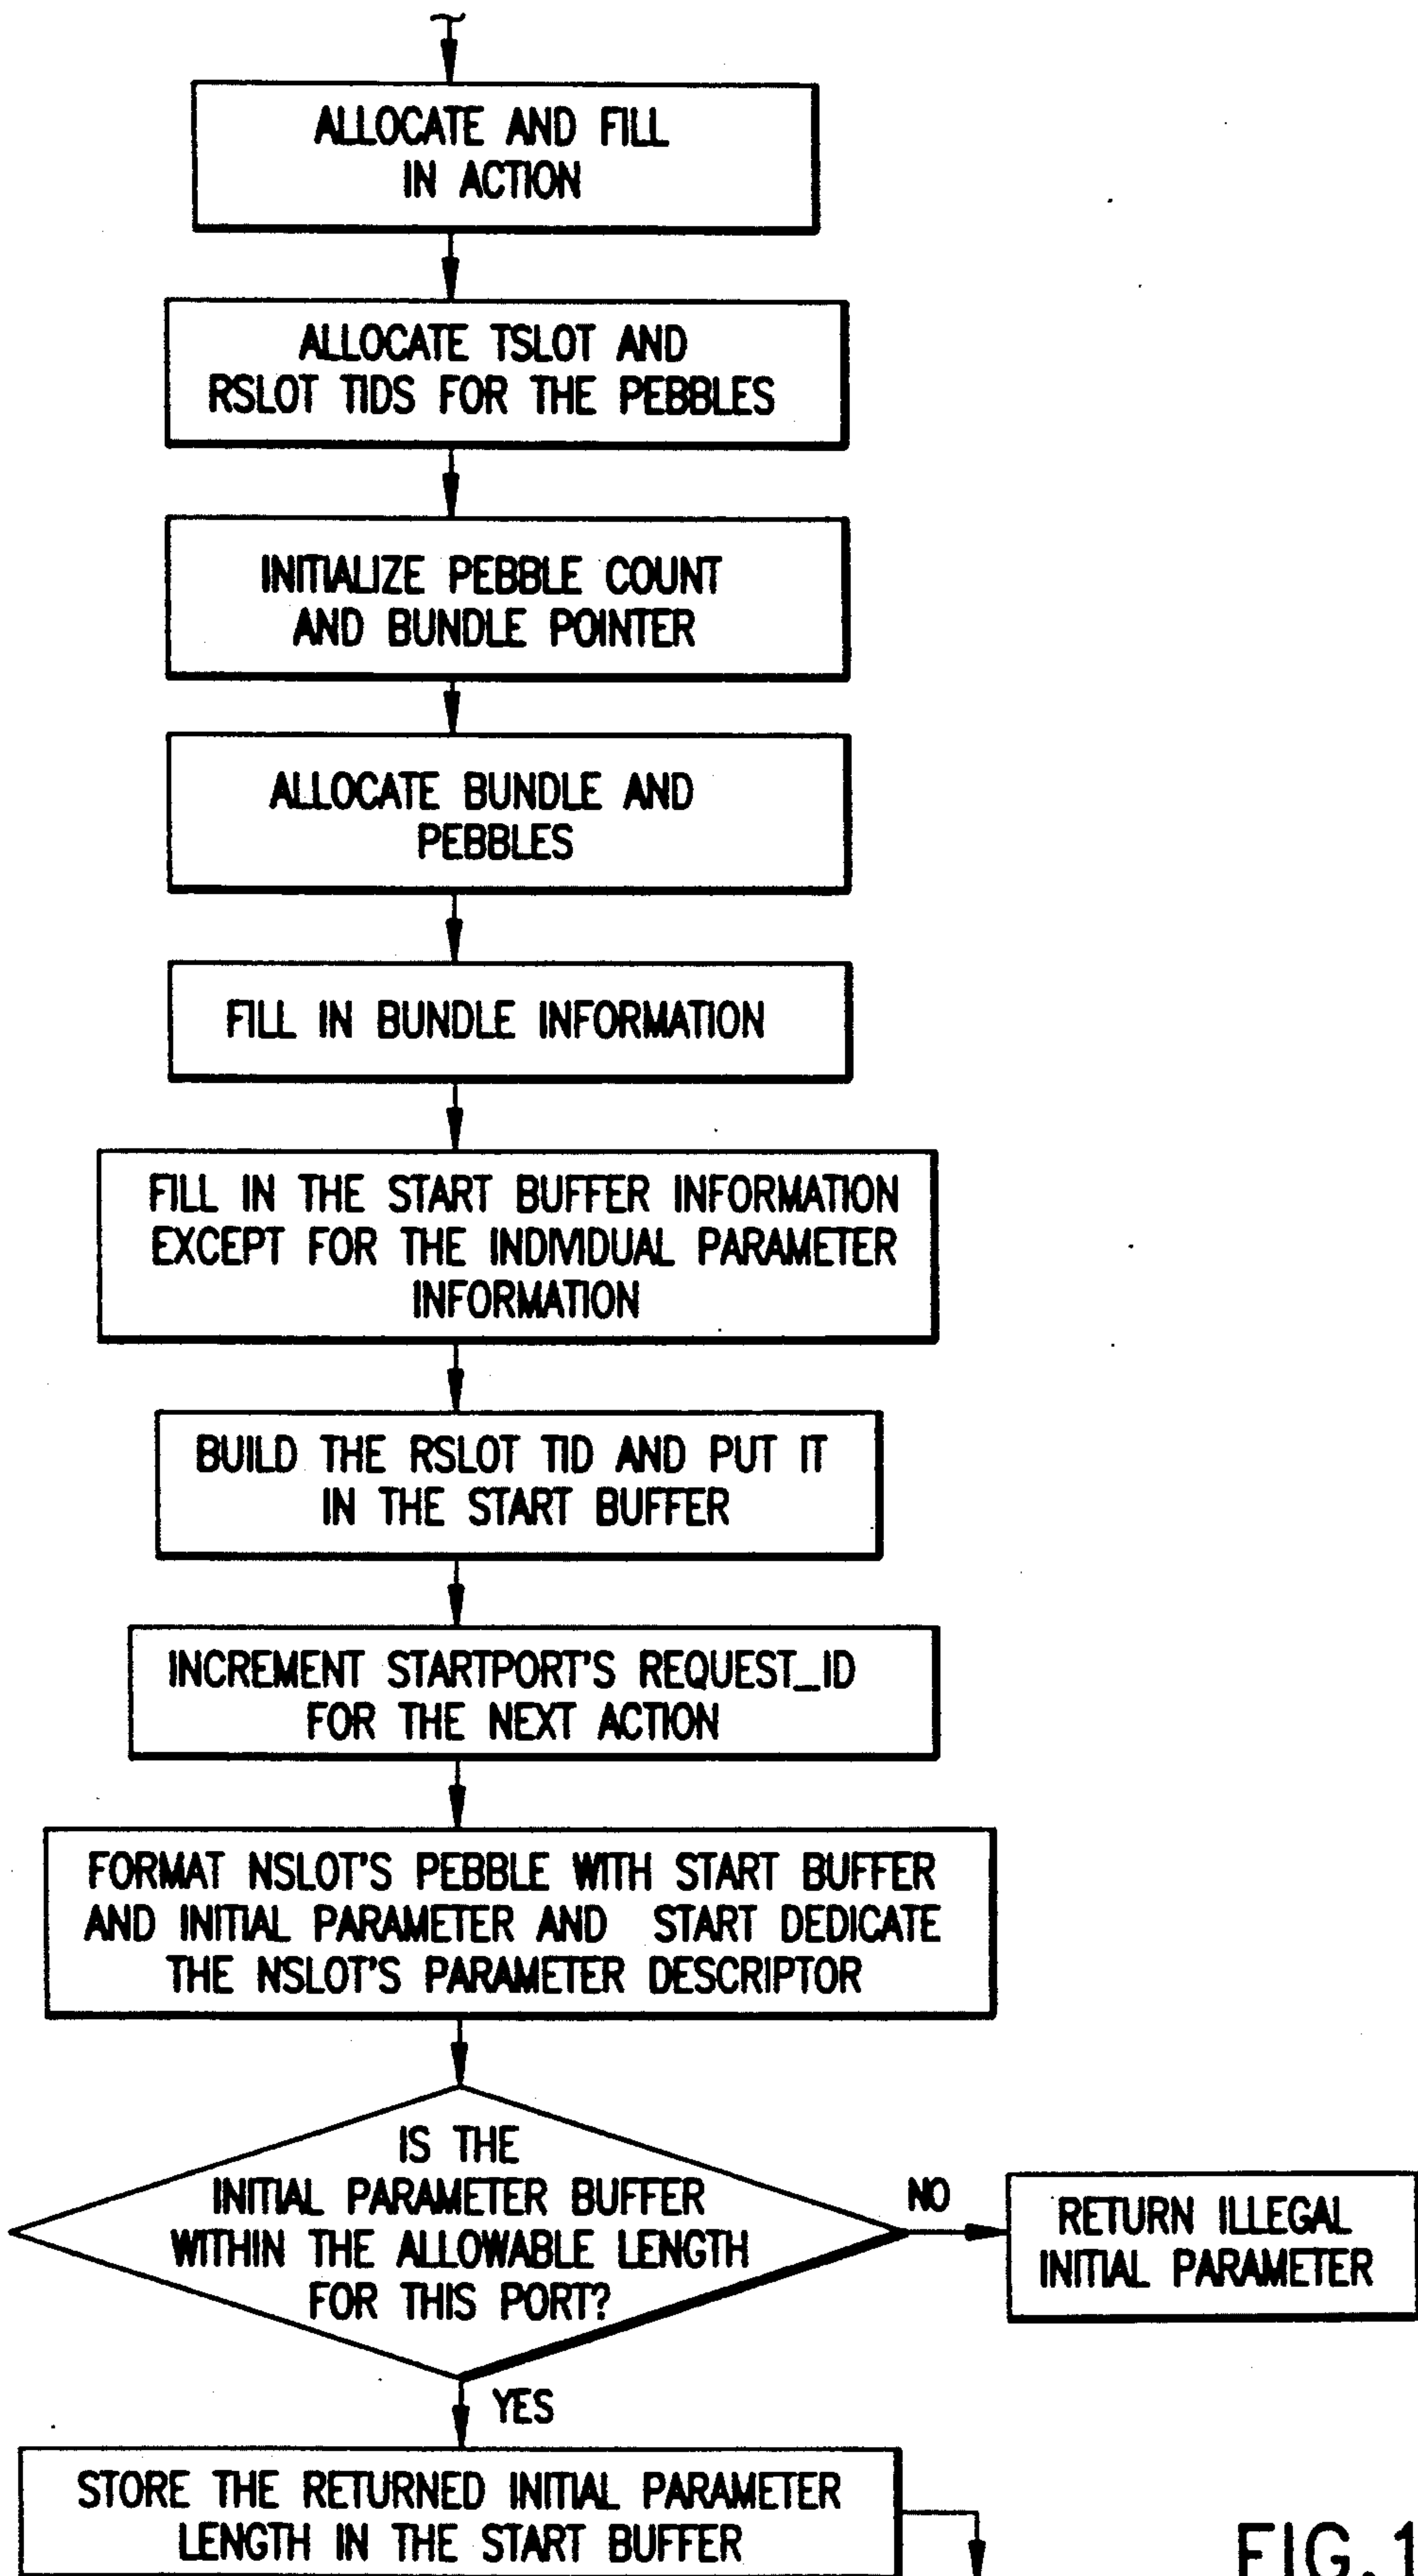 ALLOCATE AND FILL
IN ACTION
ALLOCATE TSLOT AND
RSLOT TIDS FOR THE PEBBLES
INITIALIZE PEBBLE COUNT
AND BUNDLE POINTER
ALLOCATE BUNDLE AND
PEBBLES
FILL IN BUNDLE INFORMATION
FILL IN THE START BUFFER INFORMATION
EXCEPT FOR THE INDIVIDUAL PARAMETER
INFORMATION
BUILD THE RSLOT TID AND PUT IT
IN THE START BUFFER
INCREMENT STARTPORT'S REQUEST_ID
FOR THE NEXT ACTION
FORMAT NSLOT'S PEBBLE WITH START BUFFER
AND INITIAL PARAMETER AND START DEDICATE
THE NSLOT'S PARAMETER DESCRIPTOR
IS THE
INITIAL PARAMETER BUFFER
WITHIN THE ALLOWABLE LENGTH
FOR THIS PORT?
NO
RETURN ILLEGAL
INITIAL PARAMETER
YES
STORE THE RETURNED INITIAL PARAMETER
LENGTH IN THE START BUFFER
FIG.1